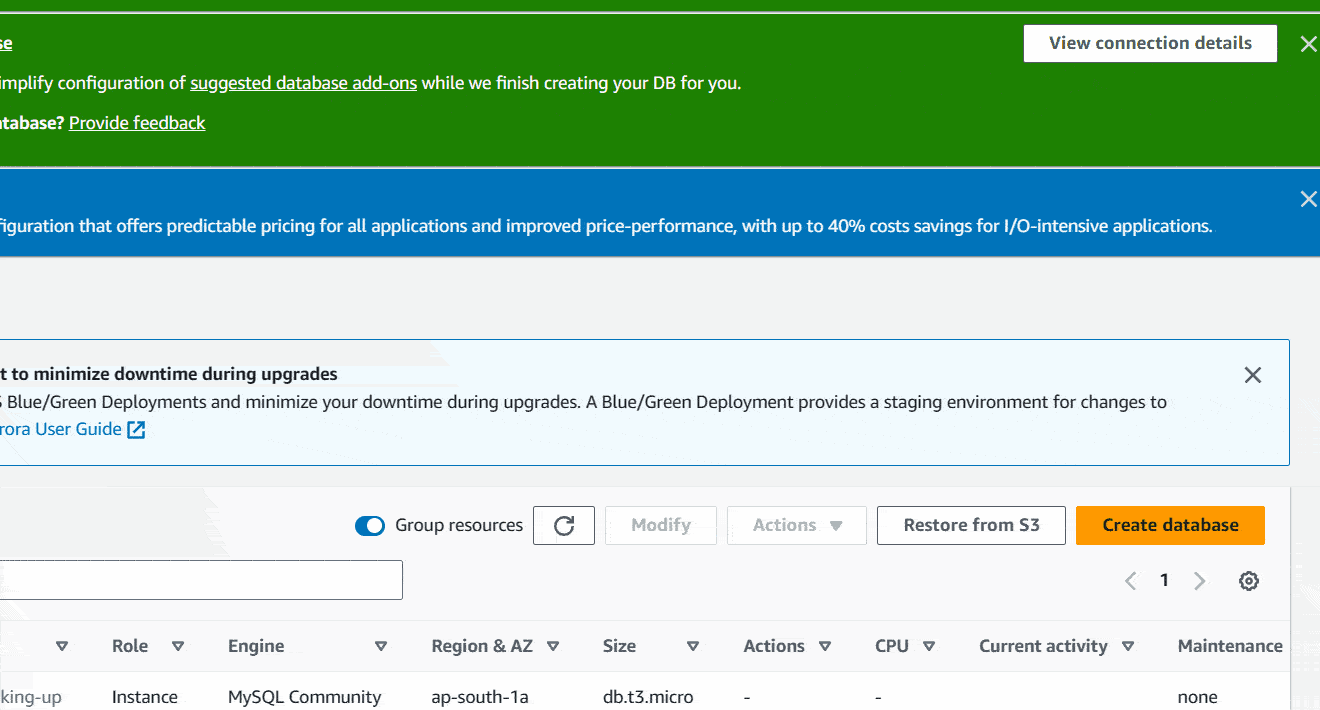 se
View connection details
implify configuration of suggested database add-ons while we finish creating your DB for you.
atabase? Provide feedback
figuration that offers predictable pricing for all applications and improved price-performance, with up to 40% costs savings for I/O-intensive applications.
t to minimize downtime during upgrades
S Blue/Green Deployments and minimize your downtime during upgrades. A Blue/Green Deployment provides a staging environment for changes to
rora User Guide
Group resources Modify Actions Restore from S3 Create database
1
Role Engine Region & AZ Size Actions CPU Current activity Maintenance
king-up Instance MySQL Community ap-south-1a db.t3.micro - - none